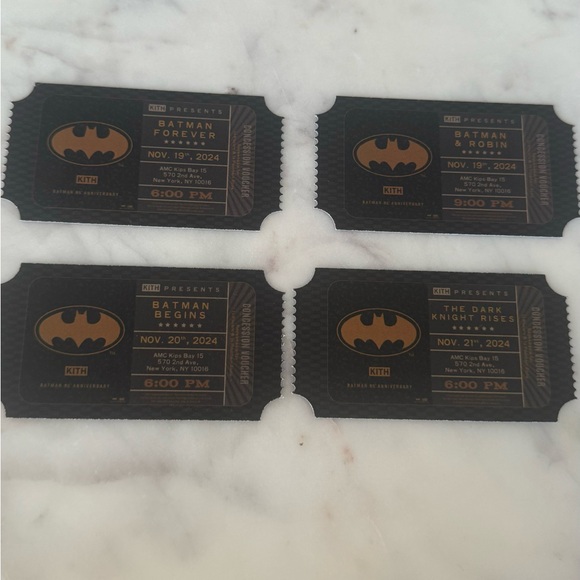 KITH PRESENTS
BATMAN
FOREVER
NOV. 19th, 2024
AMC Kips Bay 15
570 2nd Ave,
New York, NY 10016
6:00 PM
KITH
BATMAN 85 ANNIVERSARY
CONCESSION VOUCHER
KITH PRESENTS
BATMAN
& ROBIN
NOV. 19th, 2024
AMC Kips Bay 15
570 2nd Ave,
New York, NY 10016
9:00 PM
KITH
BATMAN 85 ANNIVERSARY
CONCESSION VOUCHER
KITH PRESENTS
BATMAN
BEGINS
NOV. 20th, 2024
AMC Kips Bay 15
570 2nd Ave,
New York, NY 10016
6:00 PM
KITH
BATMAN 85 ANNIVERSARY
CONCESSION VOUCHER
KITH PRESENTS
THE DARK
KNIGHT RISES
NOV. 21st, 2024
AMC Kips Bay 15
570 2nd Ave,
New York, NY 10016
6:00 PM
KITH
BATMAN 85 ANNIVERSARY
CONCESSION VOUCHER